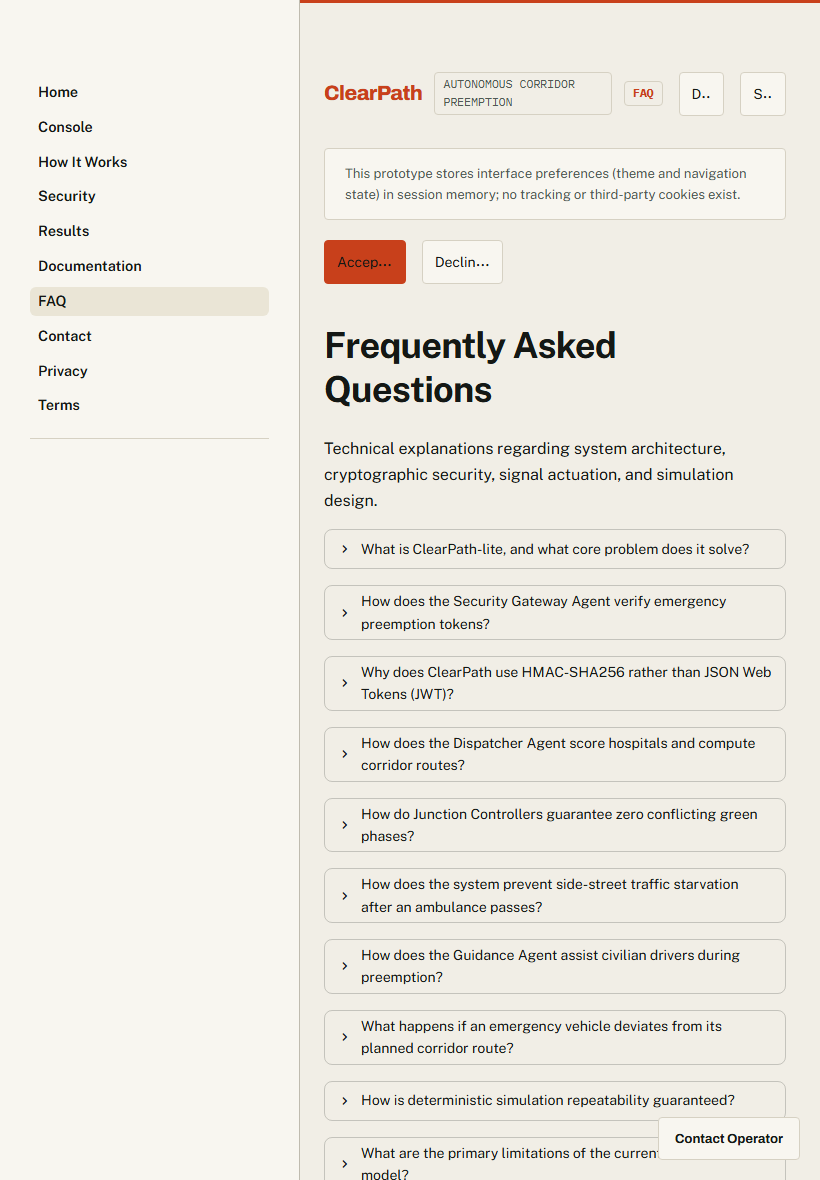 Home
Console
How It Works
Security
Results
Documentation
FAQ
Contact
Privacy
Terms
ClearPath
AUTONOMOUS CORRIDOR
PREEMPTION
FAQ
D..
S..
This prototype stores interface preferences (theme and navigation
state) in session memory; no tracking or third-party cookies exist.
Accep...
Declin...
Frequently Asked
Questions
Technical explanations regarding system architecture,
cryptographic security, signal actuation, and simulation
design.
What is ClearPath-lite, and what core problem does it solve?
How does the Security Gateway Agent verify emergency
preemption tokens?
Why does ClearPath use HMAC-SHA256 rather than JSON Web
Tokens (JWT)?
How does the Dispatcher Agent score hospitals and compute
corridor routes?
How do Junction Controllers guarantee zero conflicting green
phases?
How does the system prevent side-street traffic starvation
after an ambulance passes?
How does the Guidance Agent assist civilian drivers during
preemption?
What happens if an emergency vehicle deviates from its
planned corridor route?
How is deterministic simulation repeatability guaranteed?
What are the primary limitations of the current
model?
Contact Operator